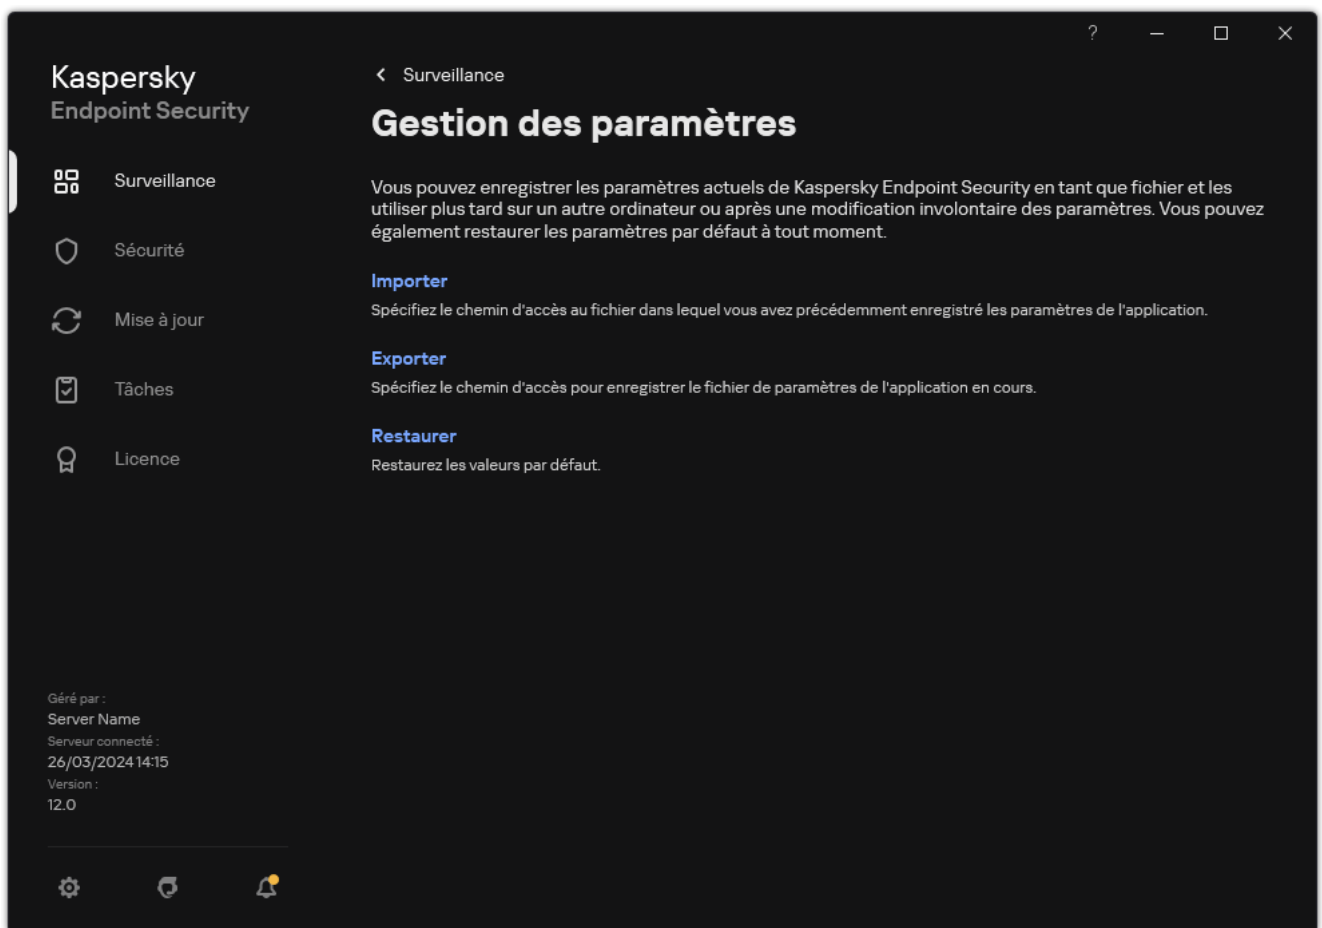 ?
Kaspersky
Endpoint Security
Surveillance
Gestion des paramètres
Surveillance
Sécurité
Mise à jour
Tâches
Licence
Vous pouvez enregistrer les paramètres actuels de Kaspersky Endpoint Security en tant que fichier et les
utiliser plus tard sur un autre ordinateur ou après une modification involontaire des paramètres. Vous pouvez
également restaurer les paramètres par défaut à tout moment.
Importer
Spécifiez le chemin d'accès au fichier dans lequel vous avez précédemment enregistré les paramètres de l'application.
Exporter
Spécifiez le chemin d'accès pour enregistrer le fichier de paramètres de l'application en cours.
Restaurer
Restaurez les valeurs par défaut.
Géré par :
Server Name
Serveur connecté :
26/03/2024 14:15
Version :
12.0